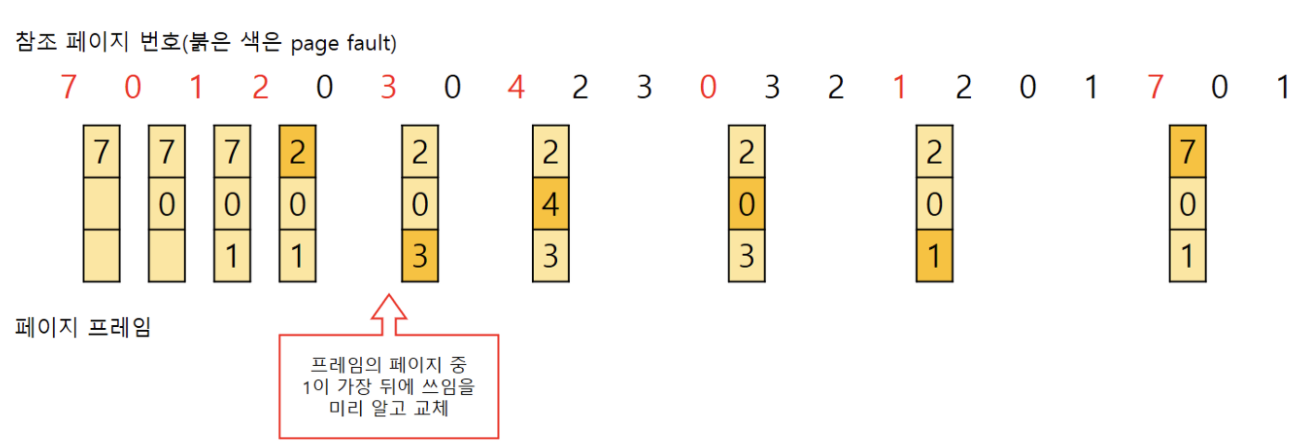 참조 페이지 번호(붉은 색은 page fault)
7 0 1 2 0 3 0 4 2 3 0 3 2 1 2 0 1 7 0 1
7 7 7 2 2 2 2 2 7
0 0 0 0 4 0 0 0
1 1 3 3 3 1 1
페이지 프레임
프레임의 페이지 중
1이 가장 뒤에 쓰임을
미리 알고 교체